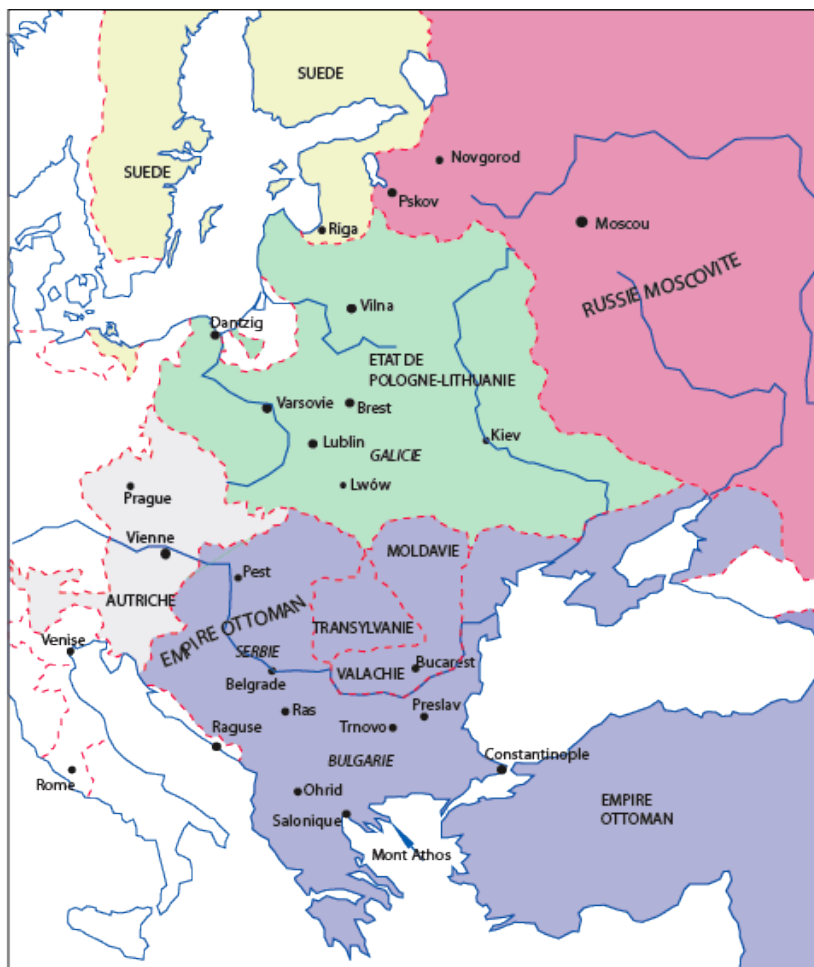 SUEDE
SUEDE
Novgorod
Pskov
Moscou
Riga
RUSSIE MOSCOVITE
Vilna
Dantzig
ETAT DE
POLOGNE-LITHUANIE
Varsovie
Brest
Lublin
Kiev
GALICIE
Prague
Lwów
Vienne
MOLDAVIE
Pest
AUTRICHE
EMPIRE OTTOMAN
TRANSYLVANIE
Venise
SERBIE
Bucarest
VALACHIE
Belgrade
Ras
Preslav
Raguse
Trnovo
Constantinople
BULGARIE
Rome
Ohrid
EMPIRE
OTTOMAN
Salonique
Mont Athos